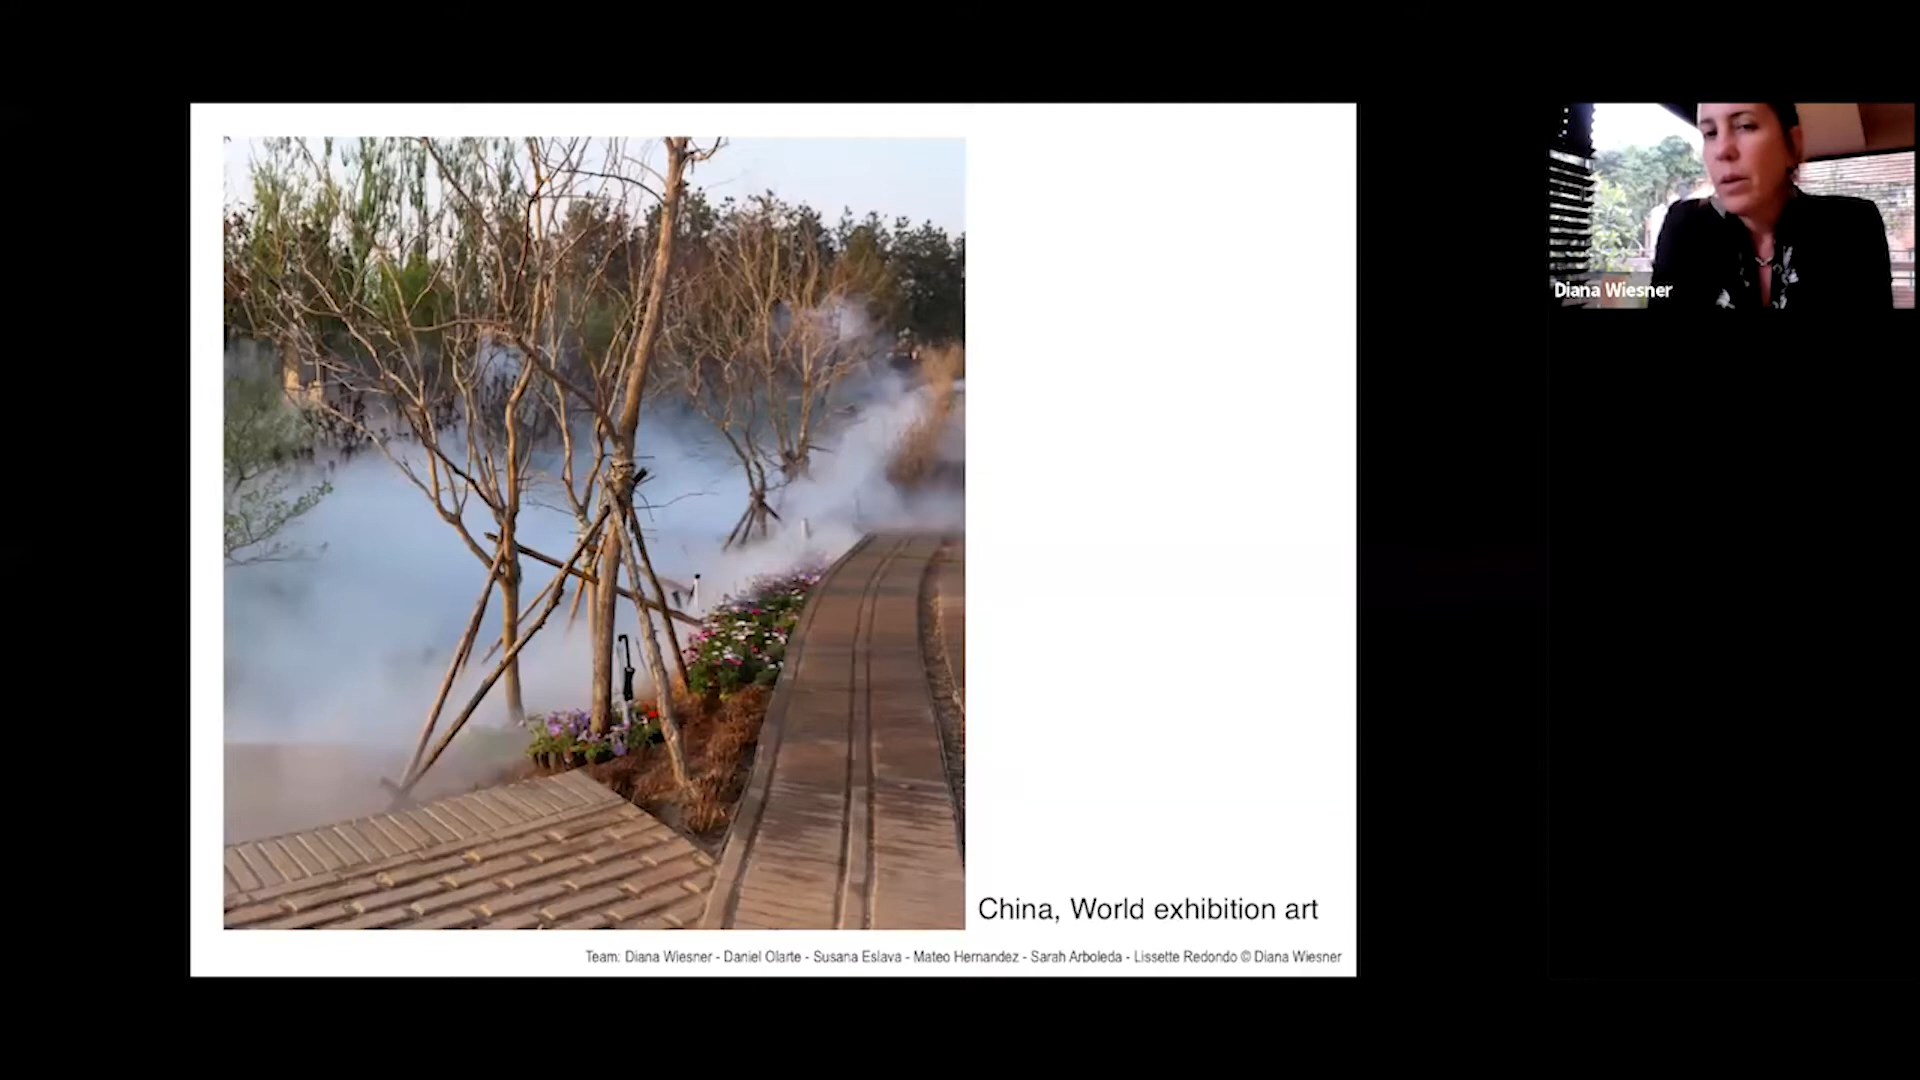 Diana Wiesner
China, World exhibition art
Team: Diana Wiesner - Daniel Olarte - Susana Eslava - Mateo Hernandez - Sarah Arboleda - Lissette Redondo © Diana Wiesner